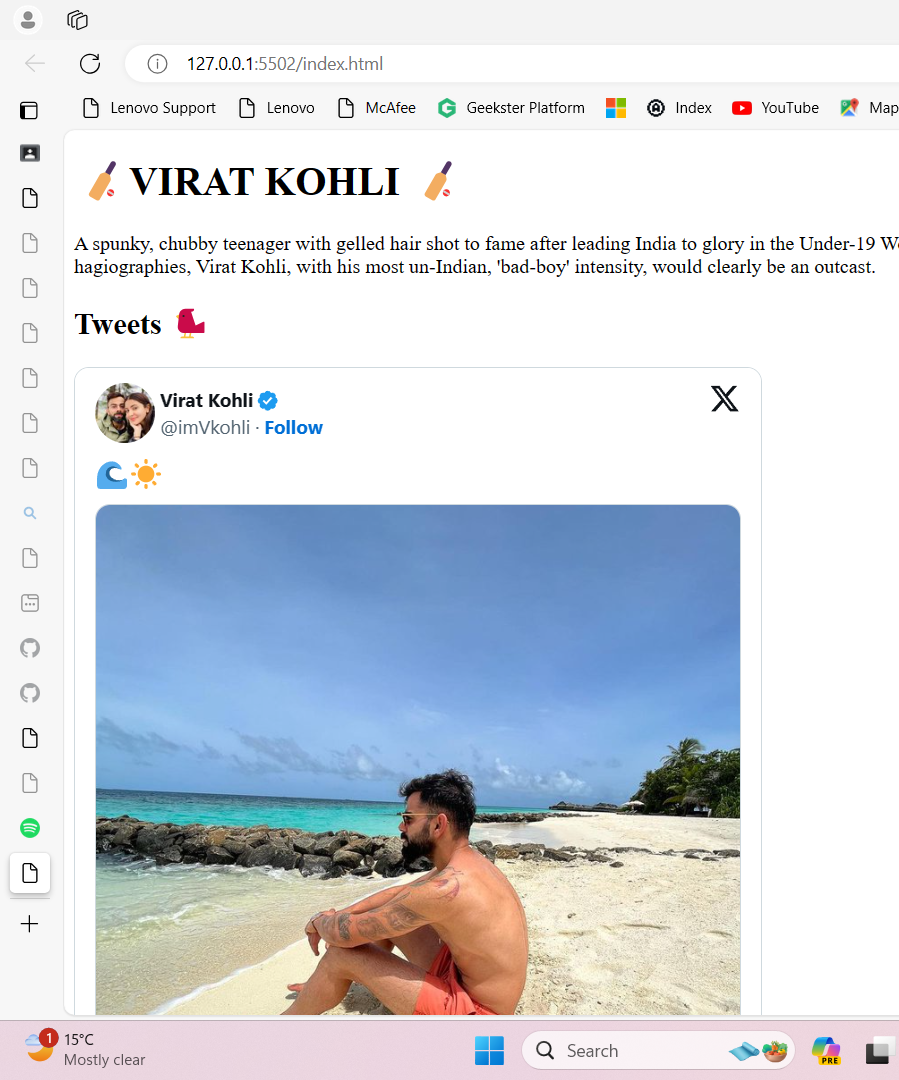 127.0.0.1:5502/index.html
Lenovo Support Lenovo McAfee Geekster Platform Index YouTube
VIRAT KOHLI
A spunky, chubby teenager with gelled hair shot to fame after leading India to glory in the Under-19
hagiographies, Virat Kohli, with his most un-Indian, 'bad-boy' intensity, would clearly be an outcast.
Tweets
Virat Kohli
@imVkohli · Follow
1
15°C
Mostly clear
Search
PRE